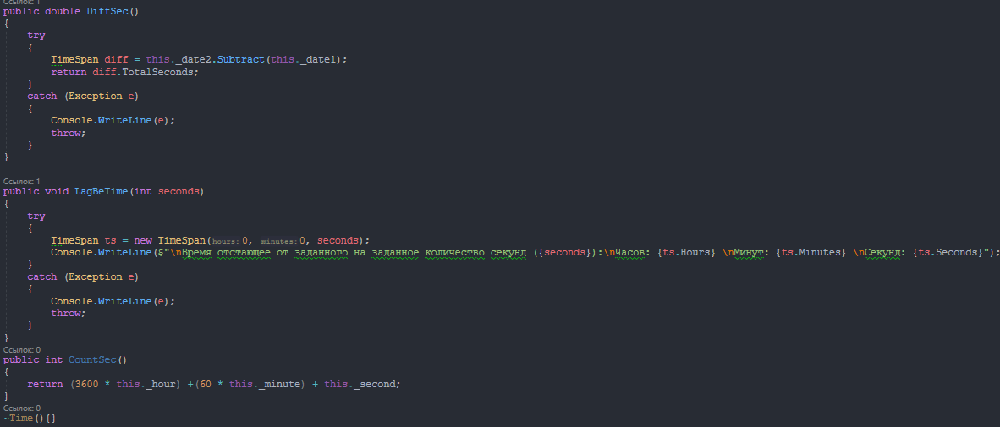 Ссылок: 1
public double DiffSec()
{
    try
    {
        TimeSpan diff = this._date2.Subtract(this._date1);
        return diff.TotalSeconds;
    }
    catch (Exception e)
    {
        Console.WriteLine(e);
        throw;
    }
}
Ссылок: 1
public void LagBeTime(int seconds)
{
    try
    {
        TimeSpan ts = new TimeSpan(hours: 0, minutes: 0, seconds);
        Console.WriteLine($"\nВремя отстающее от заданного на заданное количество секунд ({seconds}):\nЧасов: {ts.Hours} \nМинут: {ts.Minutes} \nСекунд: {ts.Seconds}");
    }
    catch (Exception e)
    {
        Console.WriteLine(e);
        throw;
    }
}
Ссылок: 0
public int CountSec()
{
    return (3600 * this._hour) +(60 * this._minute) + this._second;
}
Ссылок: 0
~Time(){}